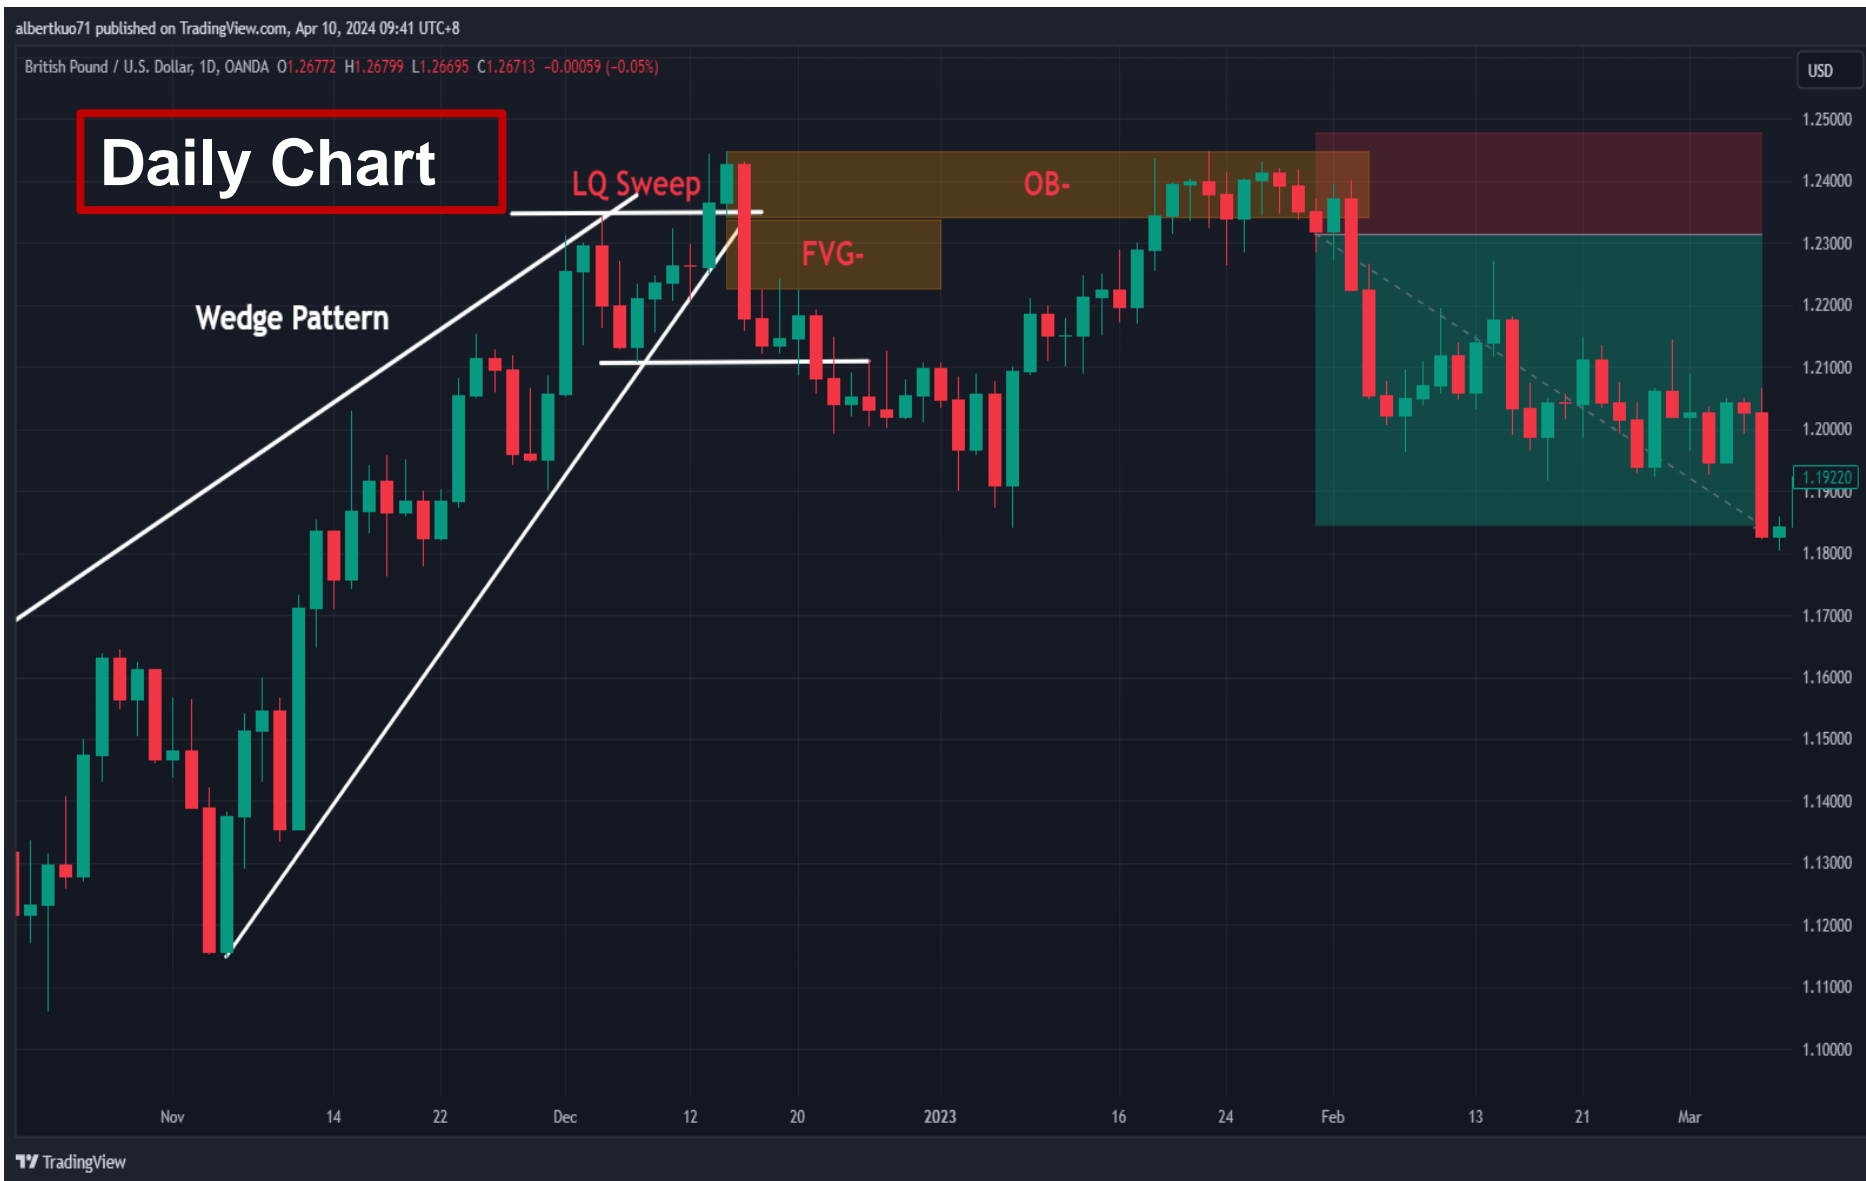 albertkuo71 published on TradingView.com, Apr 10, 2024 09:41 UTC+8
British Pound / U.S. Dollar, 1D, OANDA O1.26772 H1.26799 L1.26695 C1.26713 −0.00059 (−0.05%)
USD
Daily Chart
LQ Sweep
OB-
FVG-
Wedge Pattern
1.25000
1.24000
1.23000
1.22000
1.21000
1.20000
1.19220
1.19000
1.18000
1.17000
1.16000
1.15000
1.14000
1.13000
1.12000
1.11000
1.10000
Nov 14 22 Dec 12 20 2023 16 24 Feb 13 21 Mar
TradingView